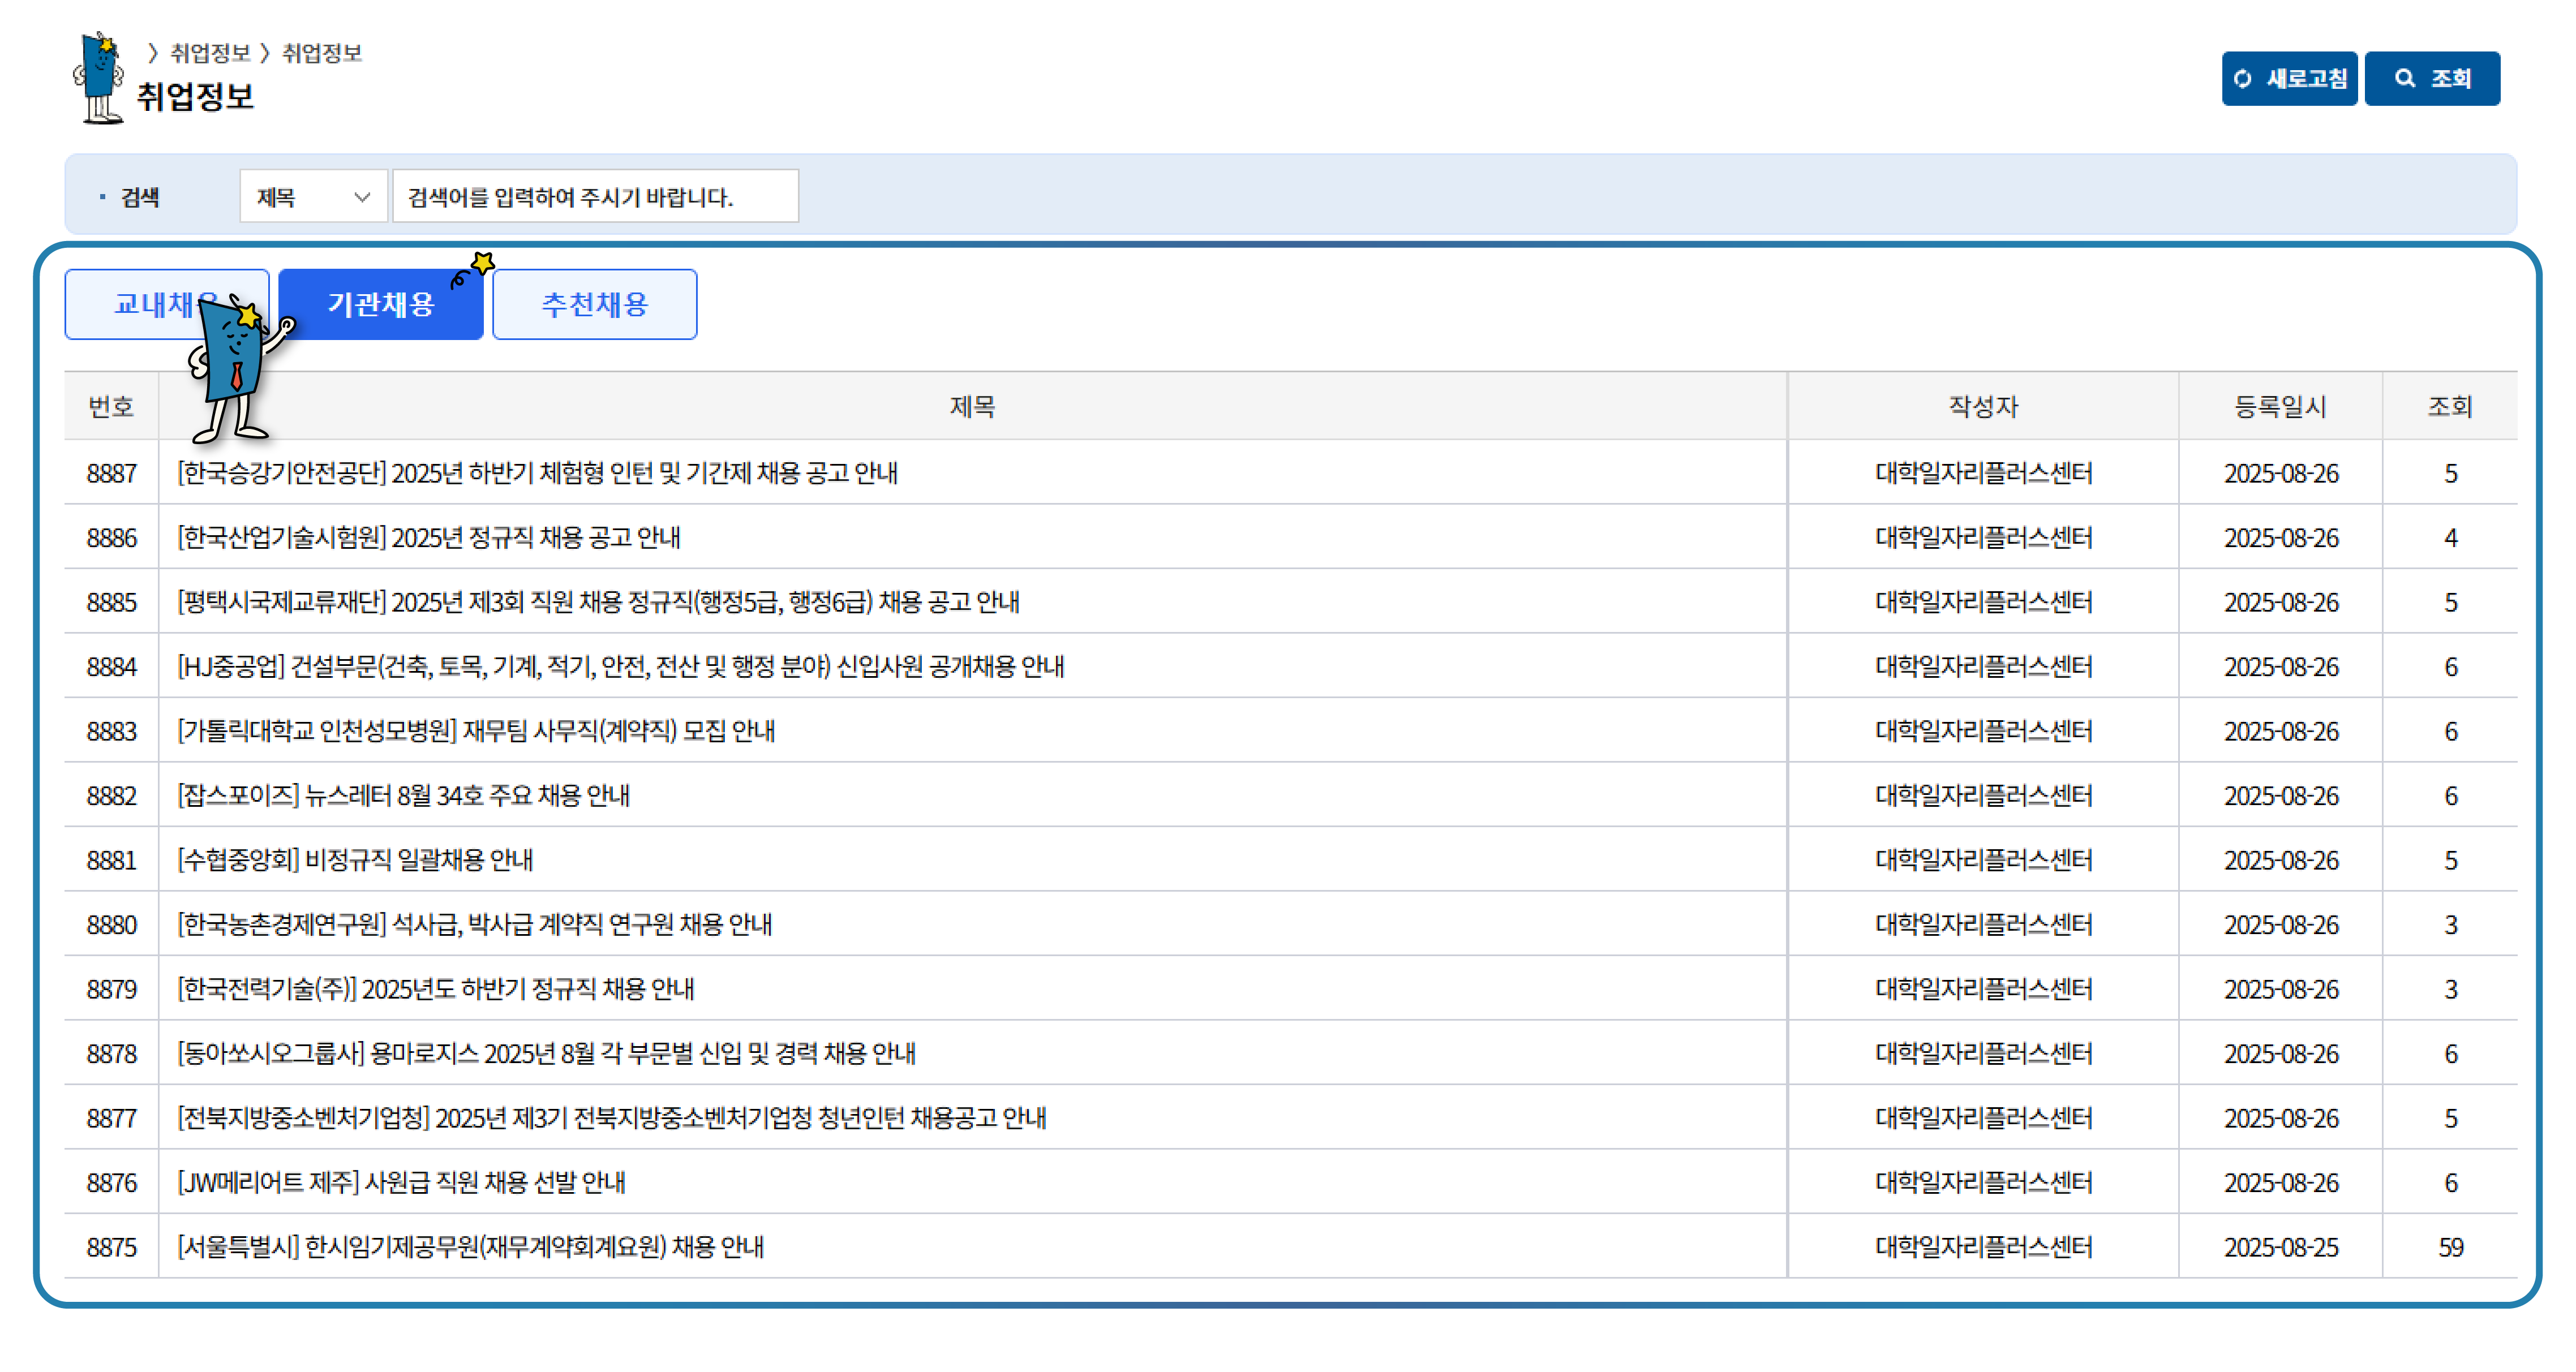 〉 취업정보 〉 취업정보
취업정보
새로고침 조회
검색 제목 검색어를 입력하여 주시기 바랍니다.
교내채용 기관채용 추천채용
번호 제목 작성자 등록일시 조회
8887 [한국승강기안전공단] 2025년 하반기 체험형 인턴 및 기간제 채용 공고 안내 대학일자리플러스센터 2025-08-26 5
8886 [한국산업기술시험원] 2025년 정규직 채용 공고 안내 대학일자리플러스센터 2025-08-26 4
8885 [평택시국제교류재단] 2025년 제3회 직원 채용 정규직(행정5급, 행정6급) 채용 공고 안내 대학일자리플러스센터 2025-08-26 5
8884 [HJ중공업] 건설부문(건축, 토목, 기계, 적기, 안전, 전산 및 행정 분야) 신입사원 공개채용 안내 대학일자리플러스센터 2025-08-26 6
8883 [가톨릭대학교 인천성모병원] 재무팀 사무직(계약직) 모집 안내 대학일자리플러스센터 2025-08-26 6
8882 [잡스포이즈] 뉴스레터 8월 34호 주요 채용 안내 대학일자리플러스센터 2025-08-26 6
8881 [수협중앙회] 비정규직 일괄채용 안내 대학일자리플러스센터 2025-08-26 5
8880 [한국농촌경제연구원] 석사급, 박사급 계약직 연구원 채용 안내 대학일자리플러스센터 2025-08-26 3
8879 [한국전력기술(주)] 2025년도 하반기 정규직 채용 안내 대학일자리플러스센터 2025-08-26 3
8878 [동아쏘시오그룹사] 용마로지스 2025년 8월 각 부문별 신입 및 경력 채용 안내 대학일자리플러스센터 2025-08-26 6
8877 [전북지방중소벤처기업청] 2025년 제3기 전북지방중소벤처기업청 청년인턴 채용공고 안내 대학일자리플러스센터 2025-08-26 5
8876 [JW메리어트 제주] 사원급 직원 채용 선발 안내 대학일자리플러스센터 2025-08-26 6
8875 [서울특별시] 한시임기제공무원(재무계약회계요원) 채용 안내 대학일자리플러스센터 2025-08-25 59